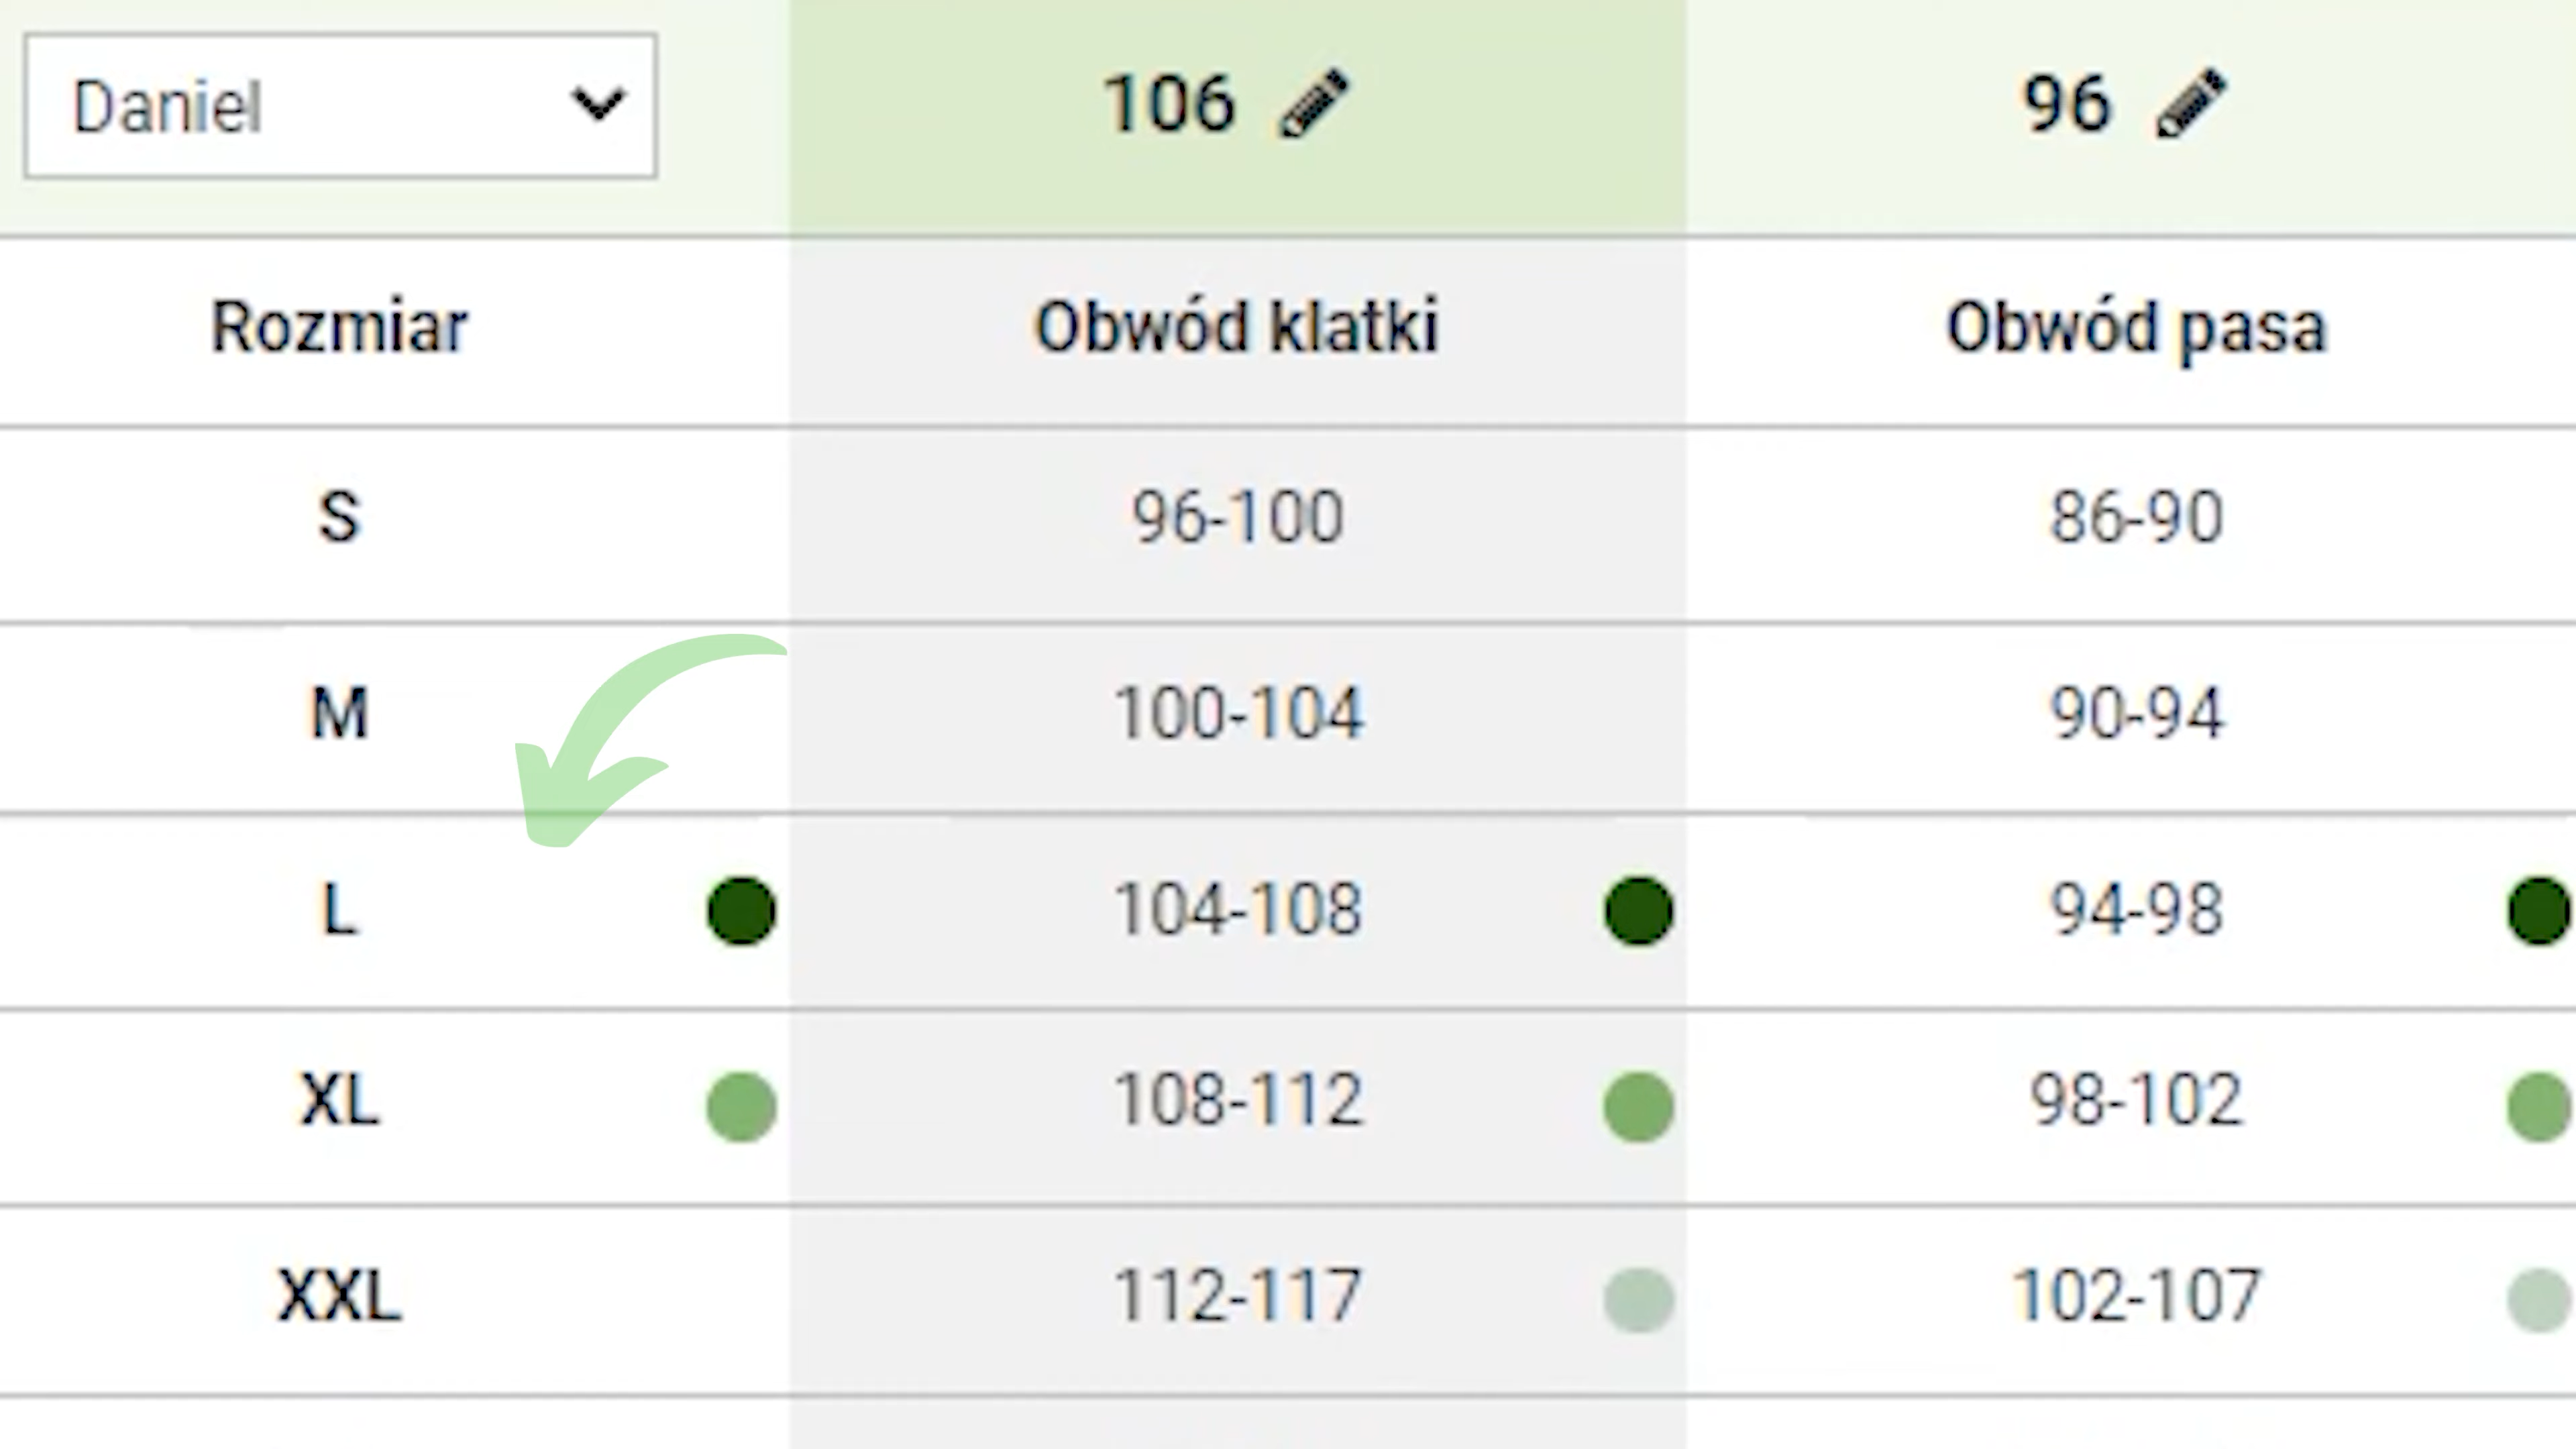 Daniel 106 96
Rozmiar Obwód klatki Obwód pasa
S 96-100 86-90
M 100-104 90-94
L 104-108 94-98
XL 108-112 98-102
XXL 112-117 102-107